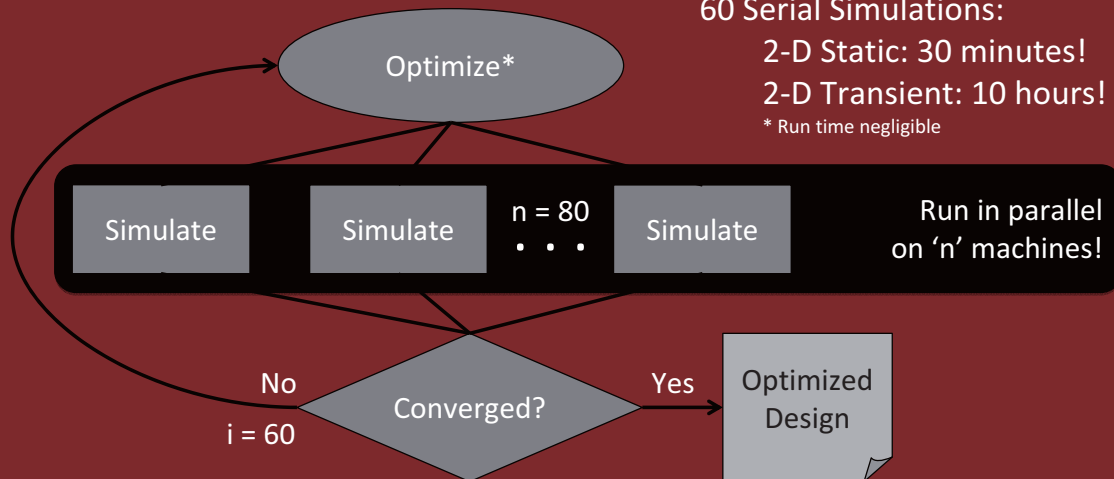 60 Serial Simulations:
2-D Static: 30 minutes!
2-D Transient: 10 hours!
* Run time negligible
Optimize*
Simulate
Simulate
n = 80
. . .
Simulate
Run in parallel
on ‘n’ machines!
No
i = 60
Converged?
Yes
Optimized
Design